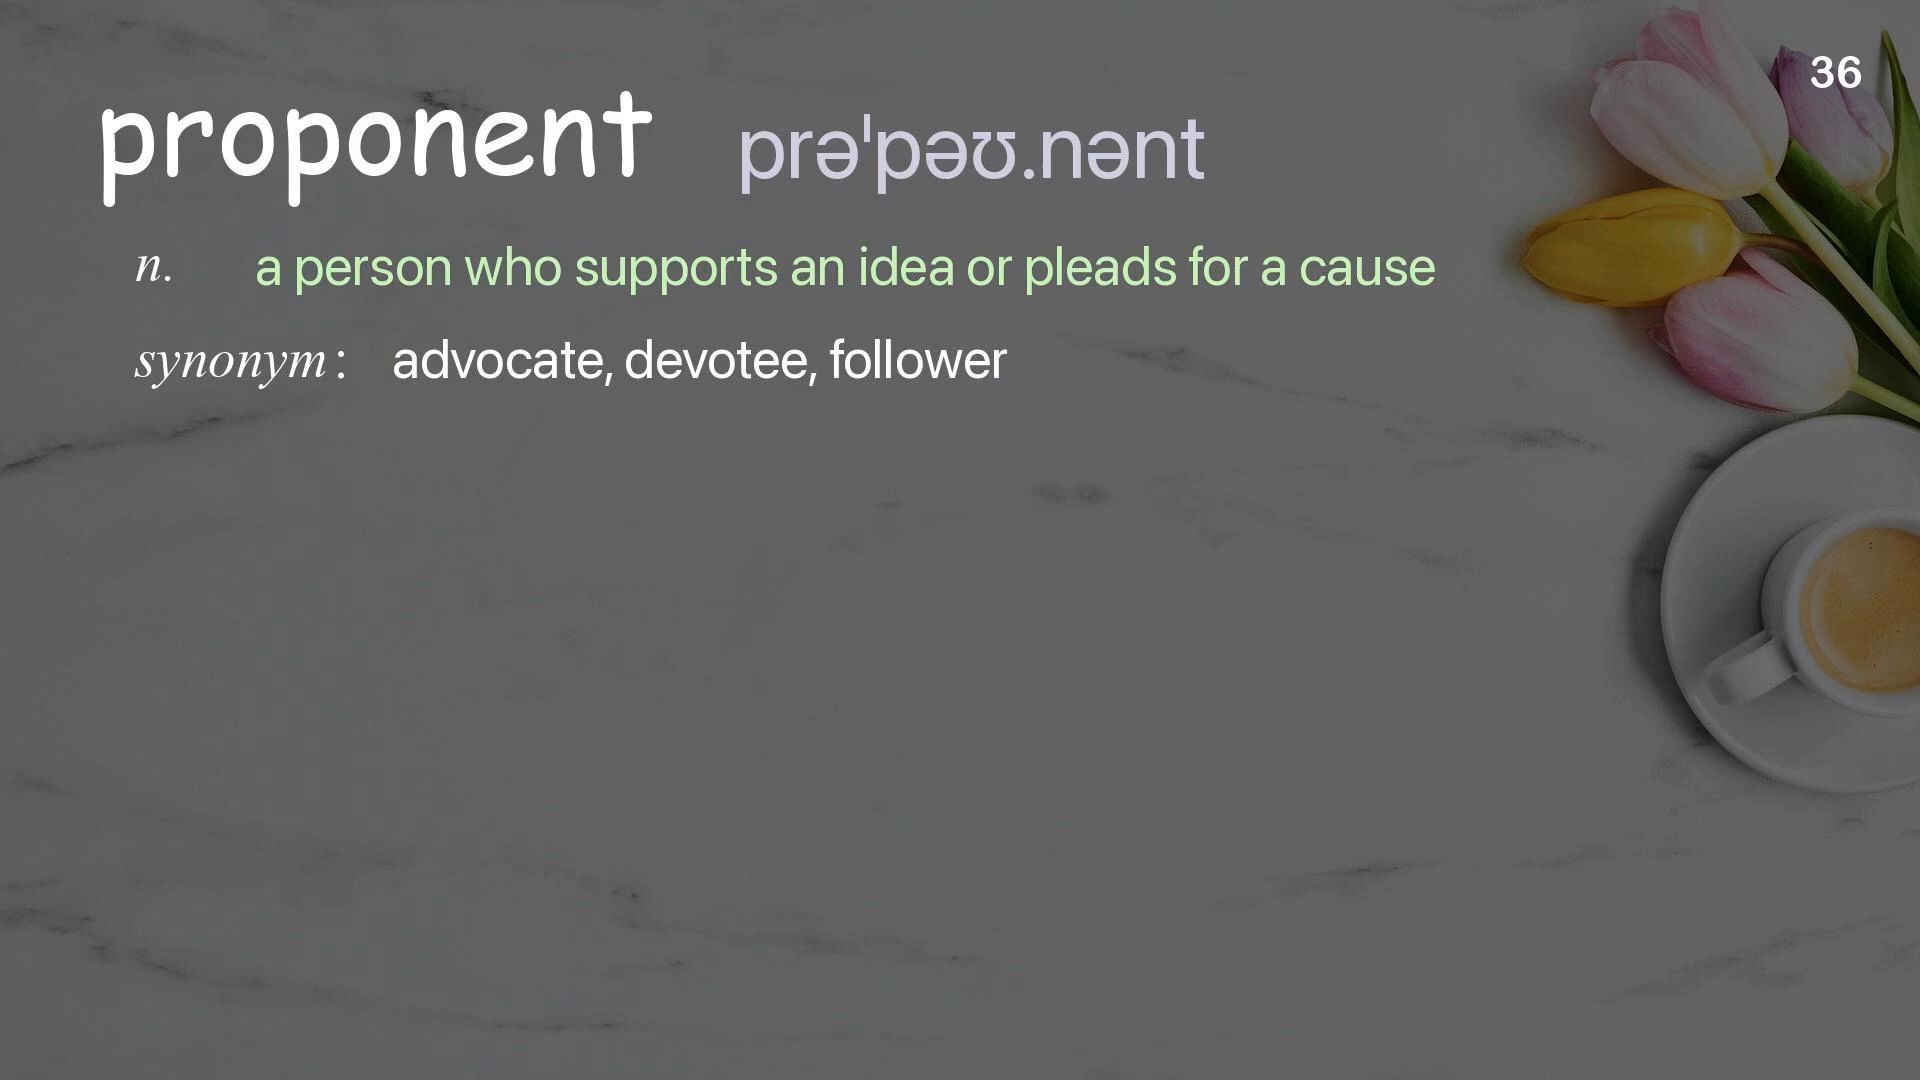 36
proponent prəˈpəʊ.nənt
n. a person who supports an idea or pleads for a cause
synonym : advocate, devotee, follower